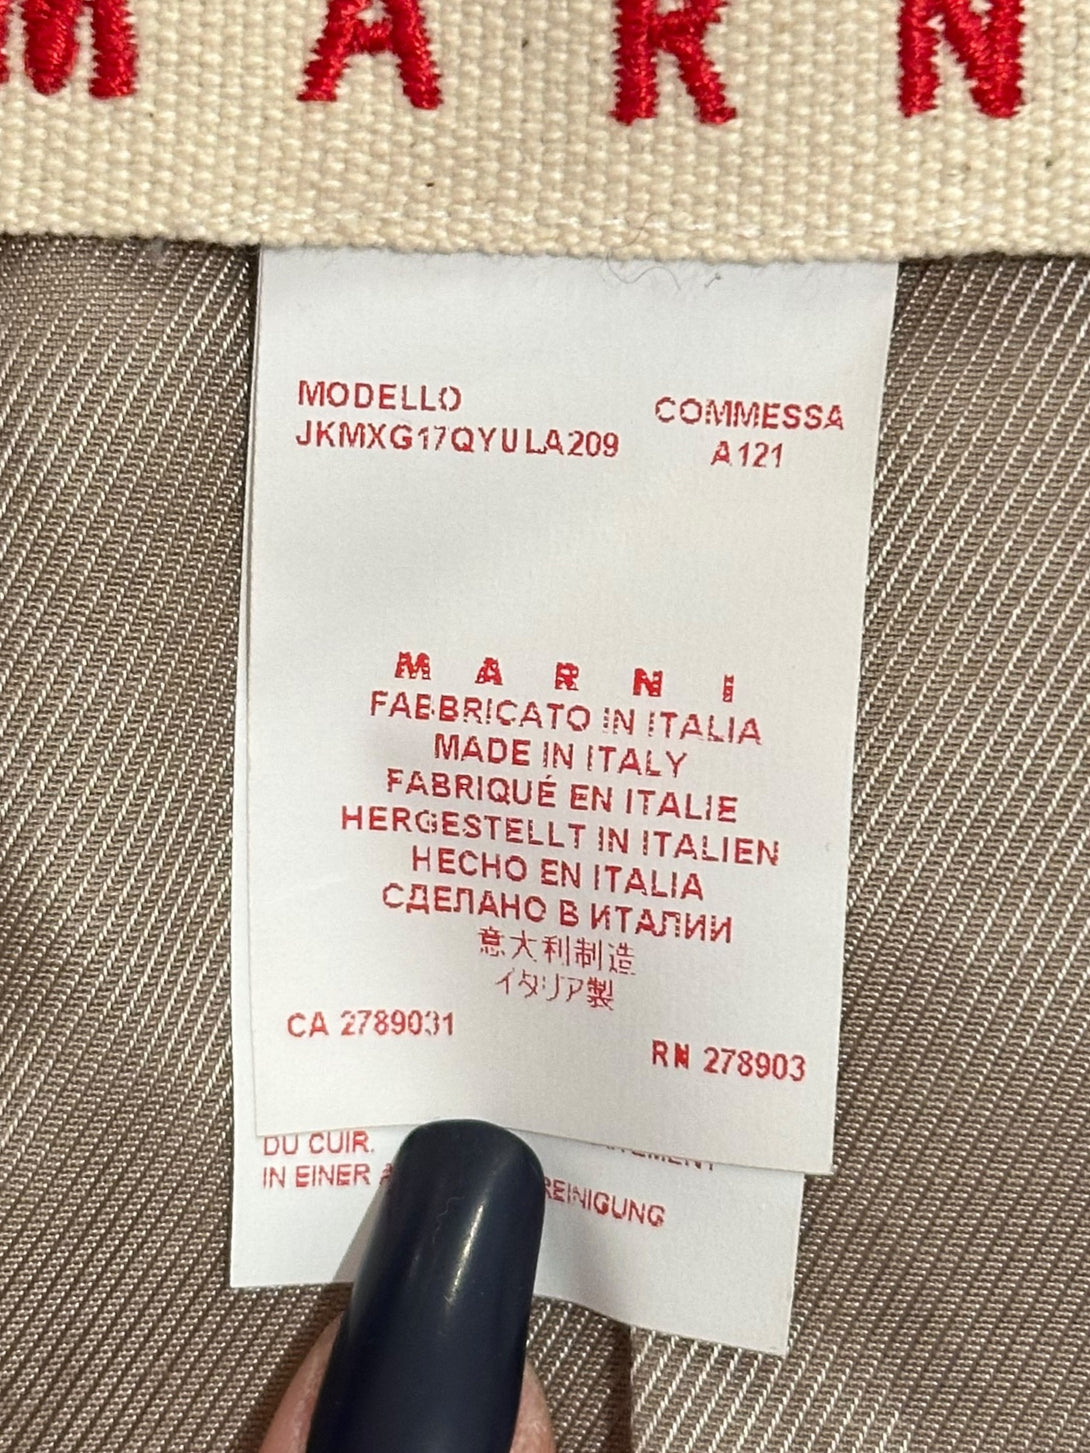 MARN
MODELLO
COMMESSA
JKMXG17QYULA209
A121
MARNI
FABBRICATO IN ITALIA
MADE IN ITALY
FABRIQUÉ EN ITALIE
HERGESTELLT IN ITALIEN
HECHO EN ITALIA
СДЕЛАНО В ИТАЛИИ
意大利制造
イタリア製
CA 2789031
RN 278903
DU CUIR.
IN EINER
REINIGUNG